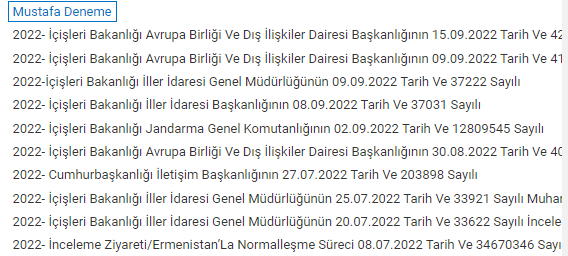 Mustafa Deneme
2022- İçişleri Bakanlığı Avrupa Birliği Ve Dış İlişkiler Dairesi Başkanlığının 15.09.2022 Tarih Ve 42
2022- İçişleri Bakanlığı Avrupa Birliği Ve Dış İlişkiler Dairesi Başkanlığının 09.09.2022 Tarih Ve 41
2022-İçişleri Bakanlığı İller İdaresi Genel Müdürlüğünün 09.09.2022 Tarih Ve 37222 Sayılı
2022- İçişleri Bakanlığı İller İdaresi Başkanlığının 08.09.2022 Tarih Ve 37031 Sayılı
2022- İçişleri Bakanlığı Jandarma Genel Komutanlığının 02.09.2022 Tarih Ve 12809545 Sayılı
2022- İçişleri Bakanlığı Avrupa Birliği Ve Dış İlişkiler Dairesi Başkanlığının 30.08.2022 Tarih Ve 40
2022- Cumhurbaşkanlığı İletişim Başkanlığının 27.07.2022 Tarih Ve 203898 Sayılı
2022- İçişleri Bakanlığı İller İdaresi Genel Müdürlüğünün 25.07.2022 Tarih Ve 33921 Sayılı Muhar
2022- İçişleri Bakanlığı İller İdaresi Genel Müdürlüğünün 20.07.2022 Tarih Ve 33622 Sayılı İncele
2022- İnceleme Ziyareti/Ermenistan'La Normalleşme Süreci 08.07.2022 Tarih Ve 34670346 Sayı